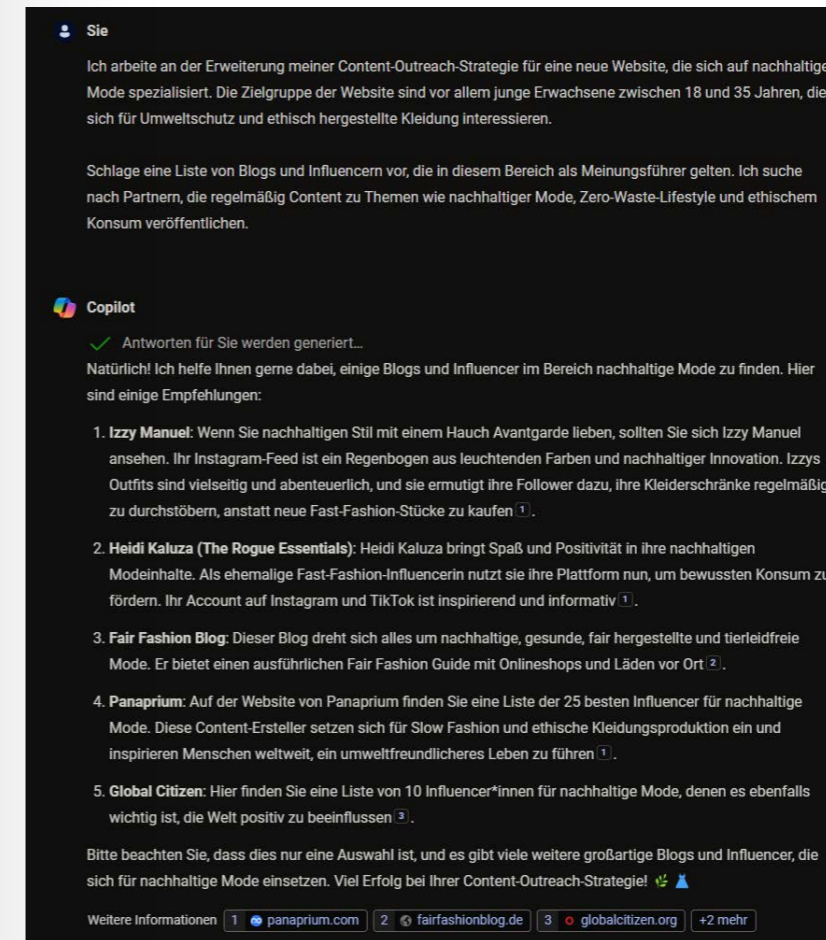 Sie
Ich arbeite an der Erweiterung meiner Content-Outreach-Strategie für eine neue Website, die sich auf nachhaltige
Mode spezialisiert. Die Zielgruppe der Website sind vor allem junge Erwachsene zwischen 18 und 35 Jahren, die
sich für Umweltschutz und ethisch hergestellte Kleidung interessieren.
Schlage eine Liste von Blogs und Influencern vor, die in diesem Bereich als Meinungsführer gelten. Ich suche
nach Partnern, die regelmäßig Content zu Themen wie nachhaltiger Mode, Zero-Waste-Lifestyle und ethischem
Konsum veröffentlichen.
Copilot
Antworten für Sie werden generiert...
Natürlich! Ich helfe Ihnen gerne dabei, einige Blogs und Influencer im Bereich nachhaltige Mode zu finden. Hier
sind einige Empfehlungen:
1. Izzy Manuel: Wenn Sie nachhaltigen Stil mit einem Hauch Avantgarde lieben, sollten Sie sich Izzy Manuel
ansehen. Ihr Instagram-Feed ist ein Regenbogen aus leuchtenden Farben und nachhaltiger Innovation. Izzys
Outfits sind vielseitig und abenteuerlich, und sie ermutigt ihre Follower dazu, ihre Kleiderschränke regelmäßig
zu durchstöbern, anstatt neue Fast-Fashion-Stücke zu kaufen 1 .
2. Heidi Kaluza (The Rogue Essentials): Heidi Kaluza bringt Spaß und Positivität in ihre nachhaltigen
Modeinhalte. Als ehemalige Fast-Fashion-Influencerin nutzt sie ihre Plattform nun, um bewussten Konsum zu
fördern. Ihr Account auf Instagram und TikTok ist inspirierend und informativ 1 .
3. Fair Fashion Blog: Dieser Blog dreht sich alles um nachhaltige, gesunde, fair hergestellte und tierleidfreie
Mode. Er bietet einen ausführlichen Fair Fashion Guide mit Onlineshops und Läden vor Ort 2 .
4. Panaprium: Auf der Website von Panaprium finden Sie eine Liste der 25 besten Influencer für nachhaltige
Mode. Diese Content-Ersteller setzen sich für Slow Fashion und ethische Kleidungsproduktion ein und
inspirieren Menschen weltweit, ein umweltfreundlicheres Leben zu führen 1 .
5. Global Citizen: Hier finden Sie eine Liste von 10 Influencer*innen für nachhaltige Mode, denen es ebenfalls
wichtig ist, die Welt positiv zu beeinflussen 3 .
Bitte beachten Sie, dass dies nur eine Auswahl ist, und es gibt viele weitere großartige Blogs und Influencer, die
sich für nachhaltige Mode einsetzen. Viel Erfolg bei Ihrer Content-Outreach-Strategie! 🌿 👗
Weitere Informationen 1 panaprium.com 2 fairfashionblog.de 3 globalcitizen.org +2 mehr